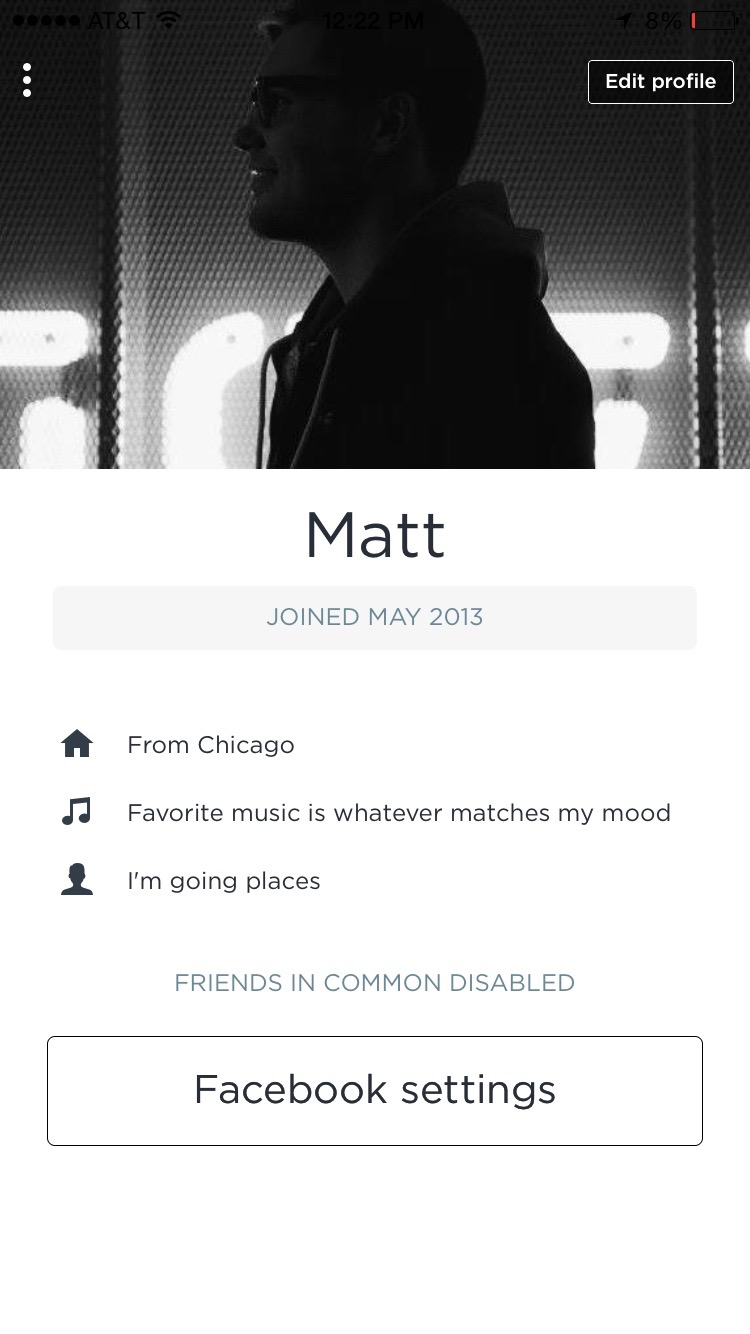 AT&T 12:22 PM 8%
Edit profile
Matt
JOINED MAY 2013
From Chicago
Favorite music is whatever matches my mood
I'm going places
FRIENDS IN COMMON DISABLED
Facebook settings